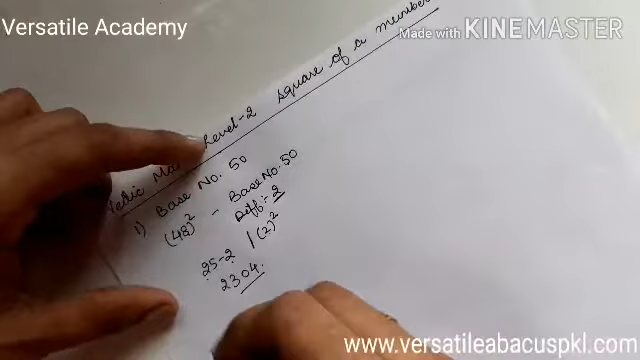 Versatile Academy
Made with KINEMASTER
Level-2 Square of a member
1) Base No. 50
(48)² - Base No. 50
Diff:- 2
25-2 | (2)²
2304.
www.versatileabacuspkl.com